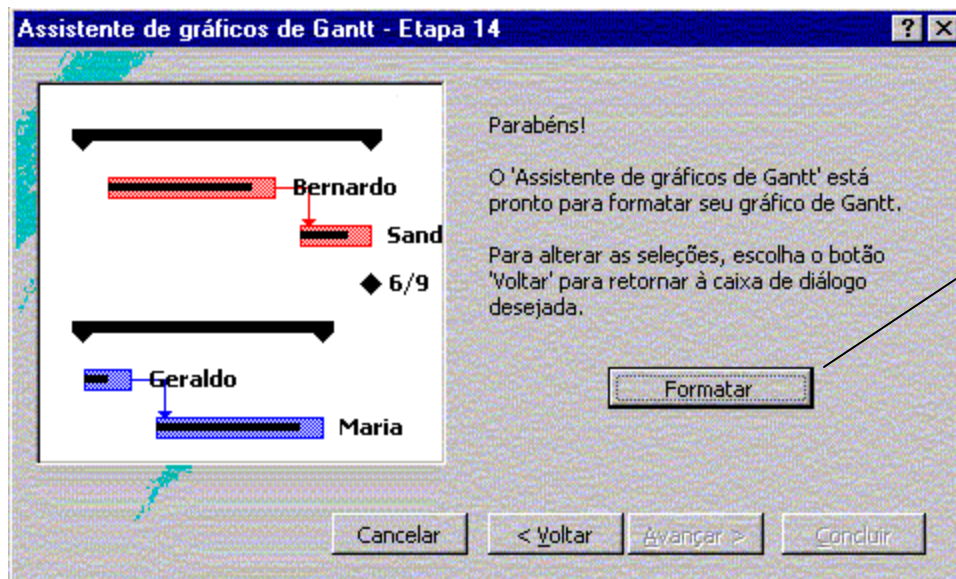 Assistente de gráficos de Gantt - Etapa 14
Bernardo
Sand
6/9
Geraldo
Maria
Parabéns!
O 'Assistente de gráficos de Gantt' está
pronto para formatar seu gráfico de Gantt.
Para alterar as seleções, escolha o botão
'Voltar' para retornar à caixa de diálogo
desejada.
Formatar
Cancelar
< Voltar
Avançar >
Concluir